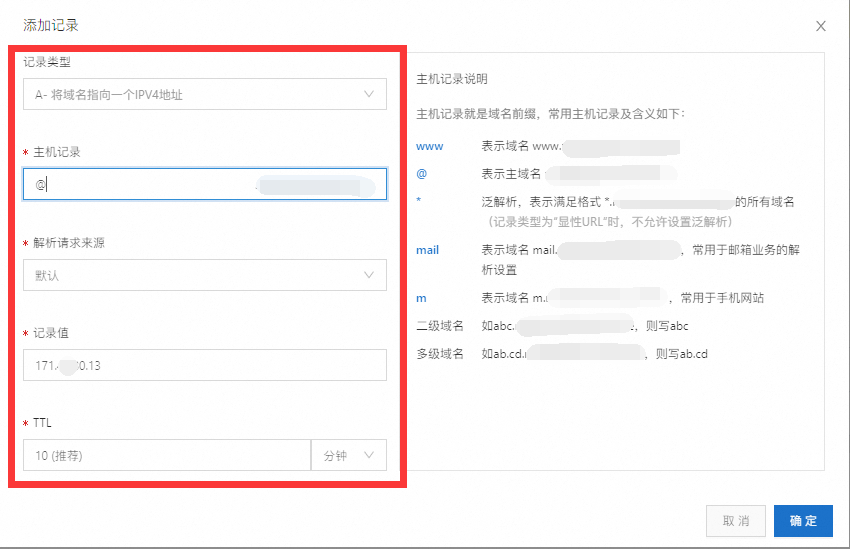 添加记录
记录类型
A- 将域名指向一个IPV4地址
* 主机记录
@
* 解析请求来源
默认
* 记录值
171. 0.13
* TTL
10 (推荐)
分钟
主机记录说明
主机记录就是域名前缀，常用主机记录及含义如下：
www 表示域名 www.
@ 表示主域名
* 泛解析，表示满足格式 *. 的所有域名
（记录类型为“显性URL”时，不允许设置泛解析）
mail 表示域名 mail. ，常用于邮箱业务的解
析设置
m 表示域名 m. ，常用于手机网站
二级域名 如abc. ，则写abc
多级域名 如ab.cd. ，则写ab.cd
取 消
确 定